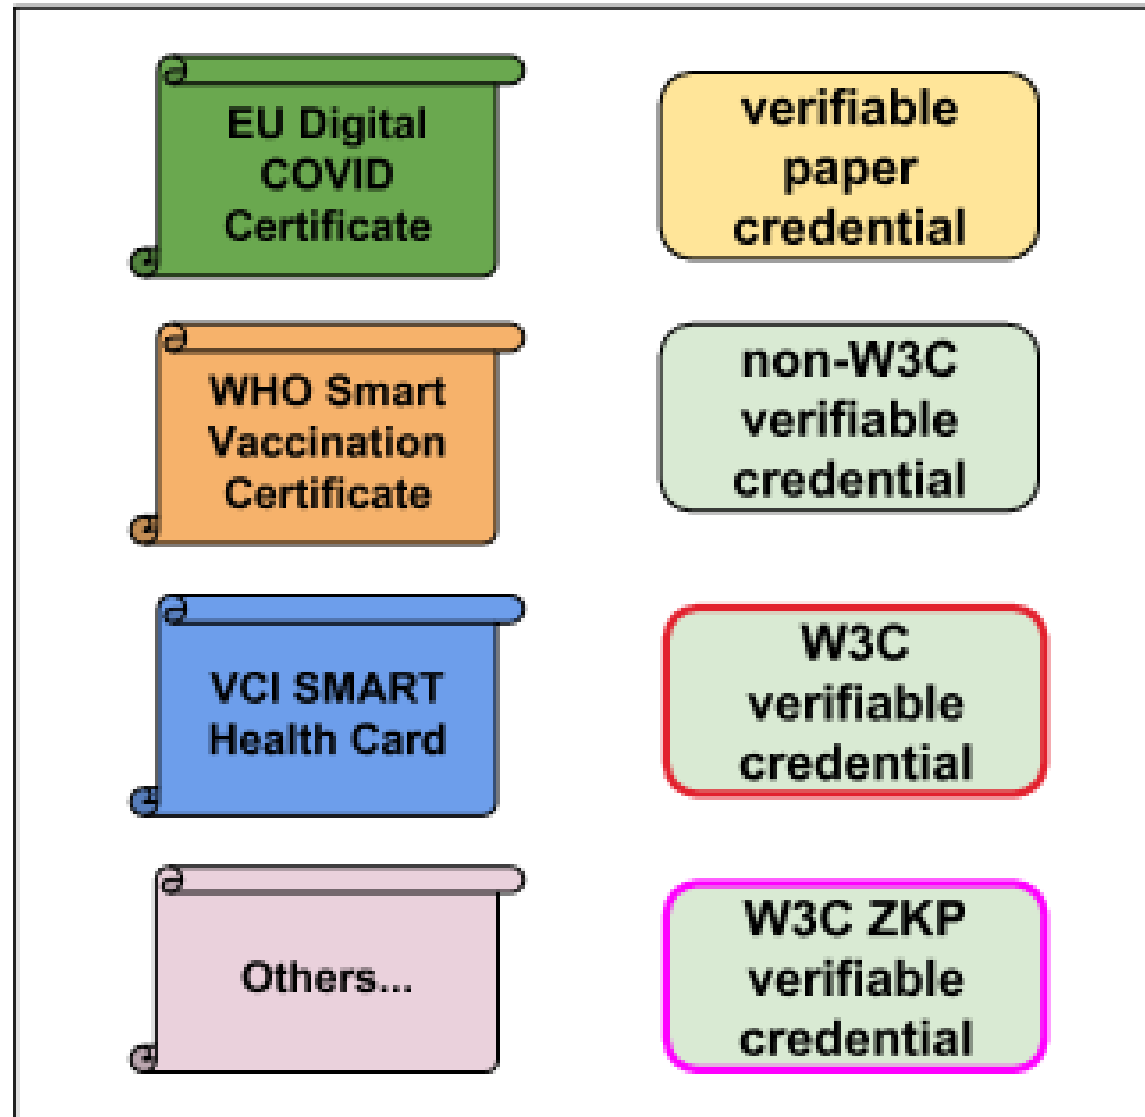 EU Digital
COVID
Certificate
verifiable
paper
credential
WHO Smart
Vaccination
Certificate
non-W3C
verifiable
credential
VCI SMART
Health Card
W3C
verifiable
credential
Others...
W3C ZKP
verifiable
credential